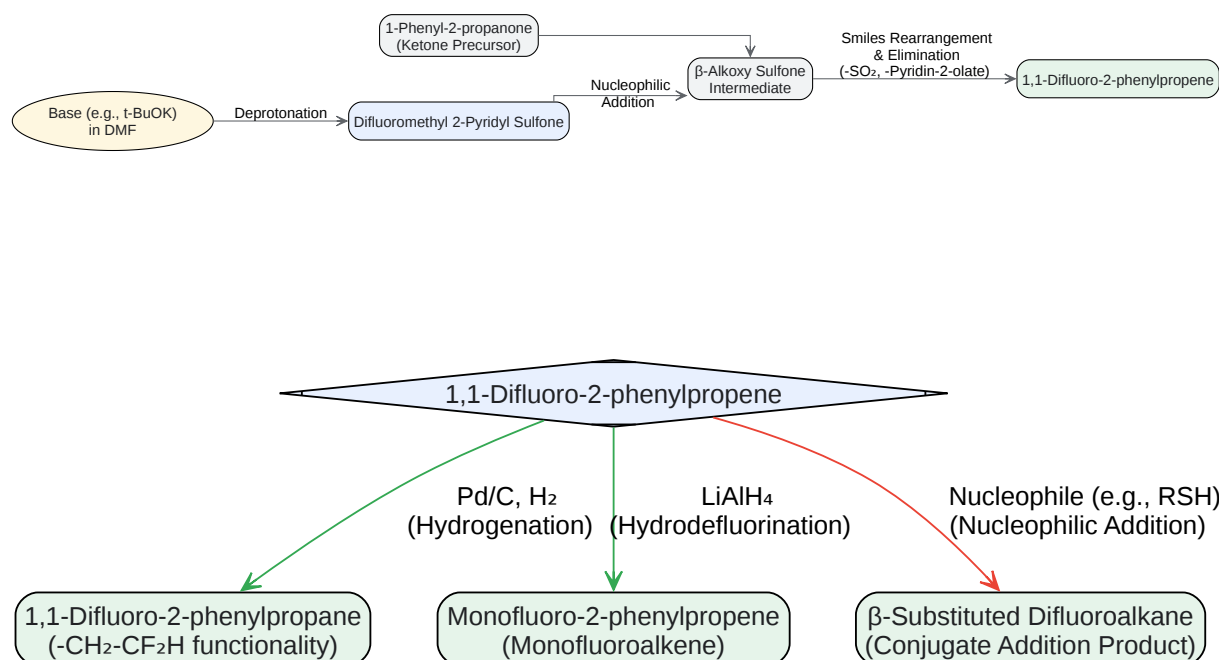 1-Phenyl-2-propanone
(Ketone Precursor)
Smiles Rearrangement
& Elimination
(-SO₂, -Pyridin-2-olate)
β-Alkoxy Sulfone
Intermediate
1,1-Difluoro-2-phenylpropene
Nucleophilic
Addition
Base (e.g., t-BuOK)
in DMF
Deprotonation
Difluoromethyl 2-Pyridyl Sulfone
1,1-Difluoro-2-phenylpropene
Pd/C, H₂
(Hydrogenation)
LiAlH₄
(Hydrodefluorination)
Nucleophile (e.g., RSH)
(Nucleophilic Addition)
1,1-Difluoro-2-phenylpropane
(-CH₂-CF₂H functionality)
Monofluoro-2-phenylpropene
(Monofluoroalkene)
β-Substituted Difluoroalkane
(Conjugate Addition Product)